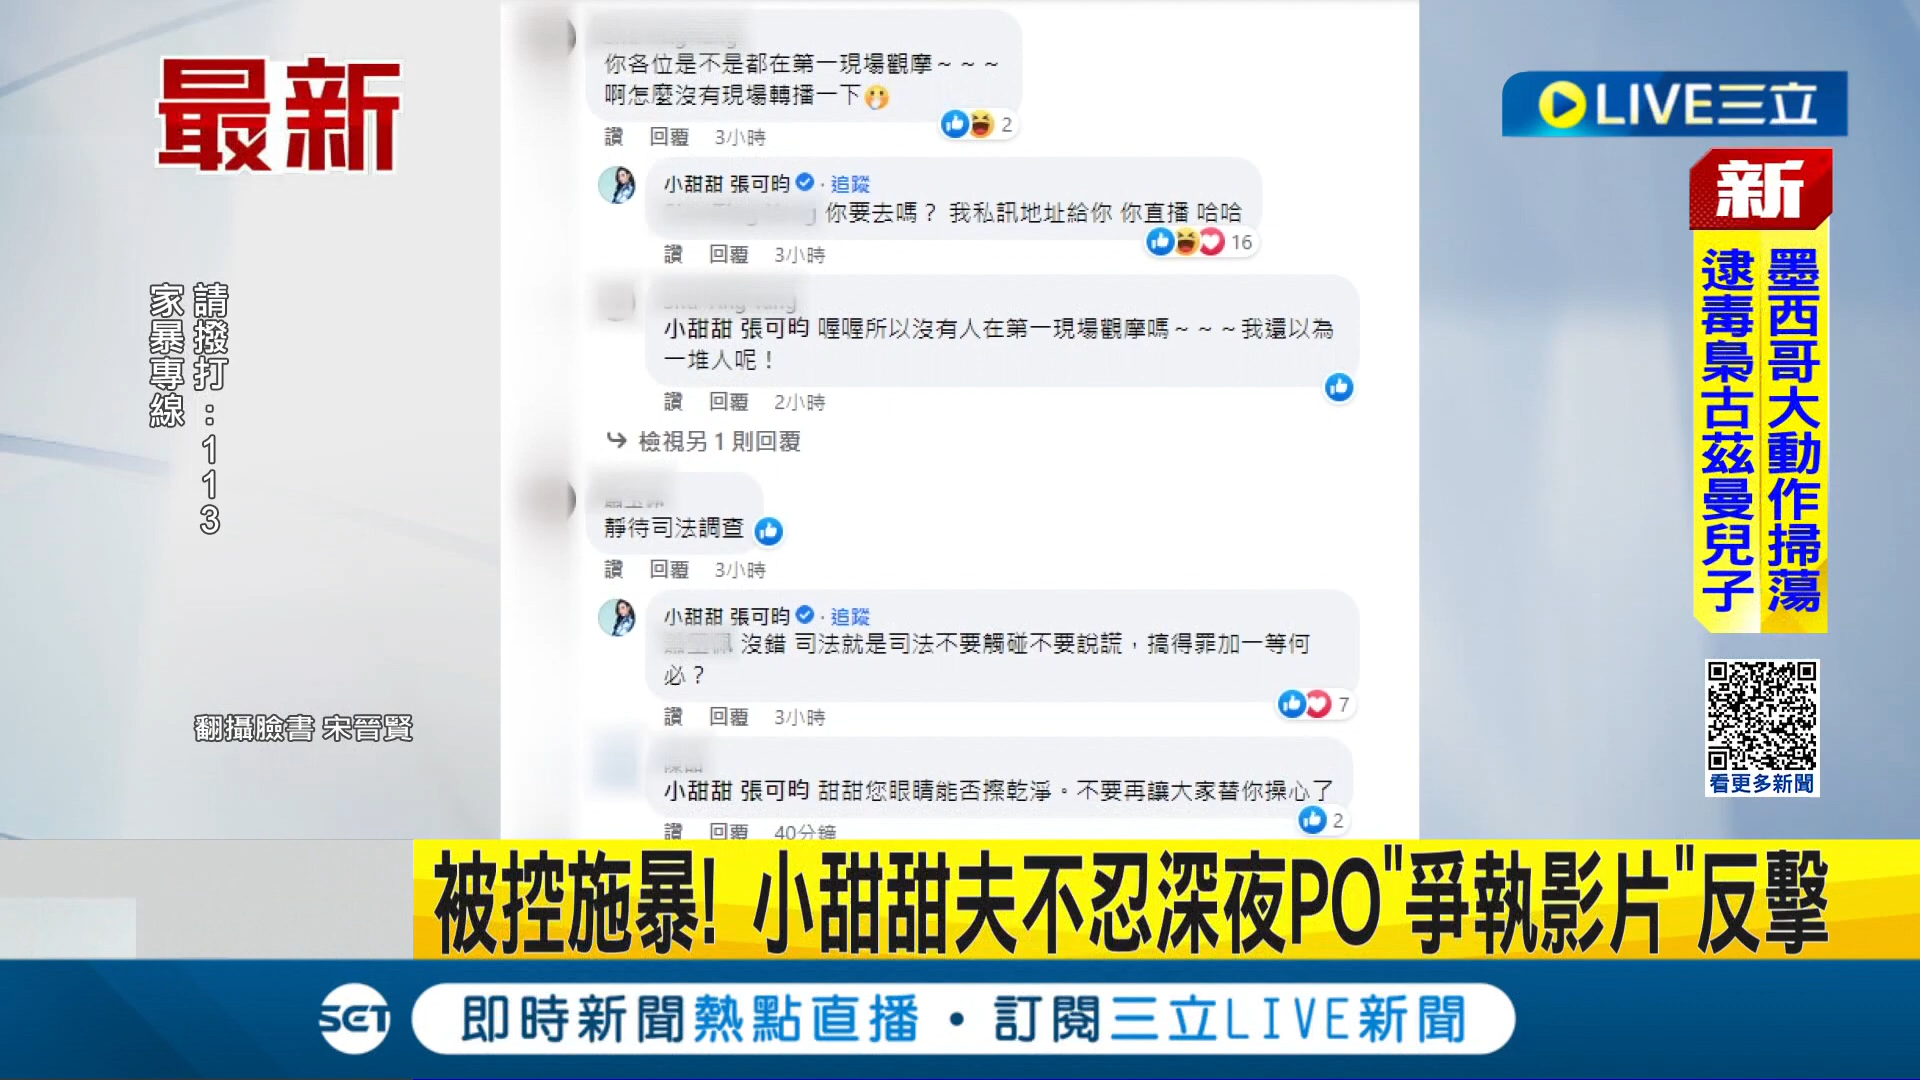 最新
請撥打：113
家暴專線
翻攝臉書 宋晉賢
你各位是不是都在第一現場觀摩~~~
啊怎麼沒有現場轉播一下
2
讚 回覆 3小時
小甜甜 張可昀 · 追蹤
你要去嗎？ 我私訊地址給你 你直播 哈哈
16
讚 回覆 3小時
小甜甜 張可昀 喔喔所以沒有人在第一現場觀摩嗎~~~我還以為
一堆人呢！
讚 回覆 2小時
檢視另 1 則回覆
靜待司法調查
讚 回覆 3小時
小甜甜 張可昀 · 追蹤
沒錯 司法就是司法不要觸碰不要說謊，搞得罪加一等何
必？
7
讚 回覆 3小時
小甜甜 張可昀 甜甜您眼睛能否擦乾淨。不要再讓大家替你操心了
2
讚 回覆 40分鐘
LIVE三立
新
墨西哥大動作掃蕩
逮毒梟古茲曼兒子
看更多新聞
被控施暴! 小甜甜夫不忍深夜PO"爭執影片"反擊
SET 即時新聞熱點直播・訂閱三立LIVE新聞